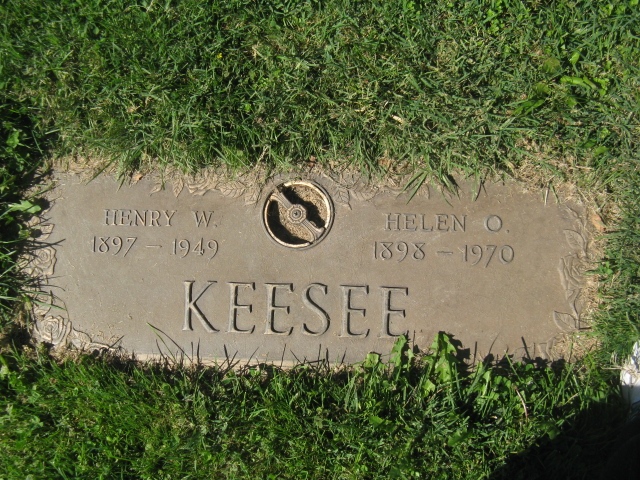 HENRY W. HELEN O.
1897 – 1949 1898 – 1970
KEESEE